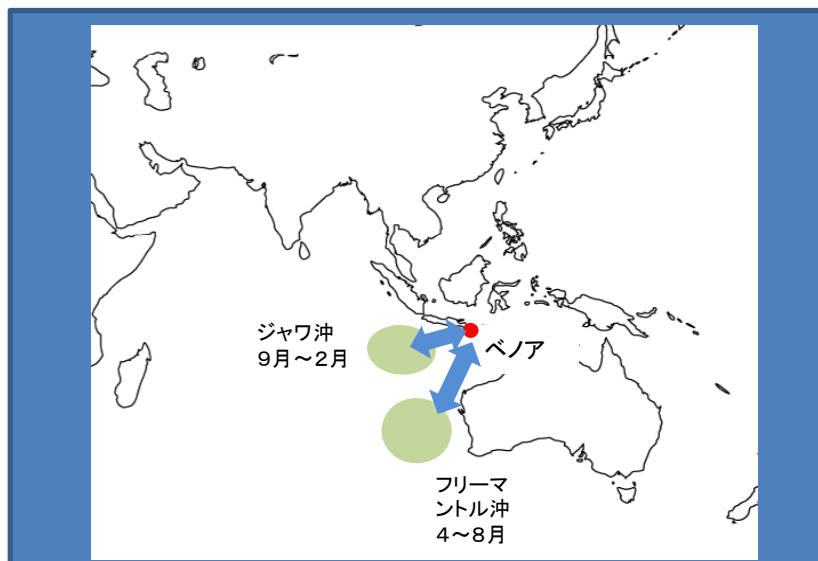 ジャワ沖
９月～２月
ベノア
フリーマ
ントル沖
４～８月